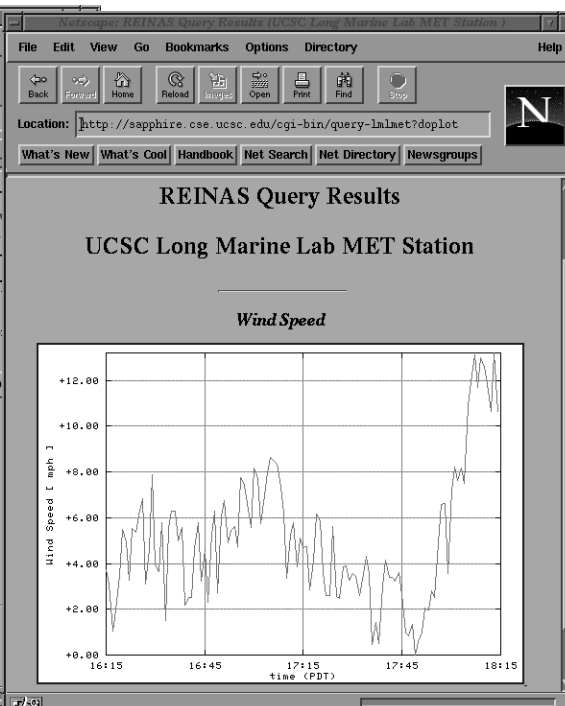 Netscape: REINAS Query Results (UCSC Long Marine Lab MET Station )
File Edit View Go Bookmarks Options Directory Help
Back Forward Home Reload Images Open Print Find Stop
Location: http://sapphire.cse.ucsc.edu/cgi-bin/query-lmlmet?doplot
N
What's New What's Cool Handbook Net Search Net Directory Newsgroups
REINAS Query Results
UCSC Long Marine Lab MET Station
Wind Speed
+12.00
+10.00
+8.00
+6.00
+4.00
+2.00
+0.00
Wind Speed [ mph ]
16:15 16:45 17:15 17:45 18:15
time (PDT)